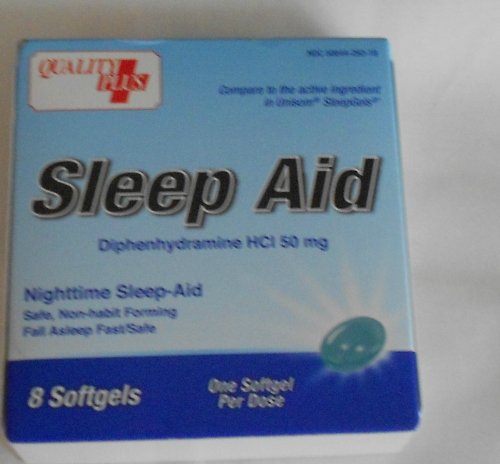 QUALITY
PLUS
Compare to the active ingredient
in Unisom® SleepGels®
Sleep Aid
Diphenhydramine HCl 50 mg
Nighttime Sleep-Aid
Safe, Non-habit Forming
Fall Asleep Fast/Safe
8 Softgels
One Softgel
Per Dose